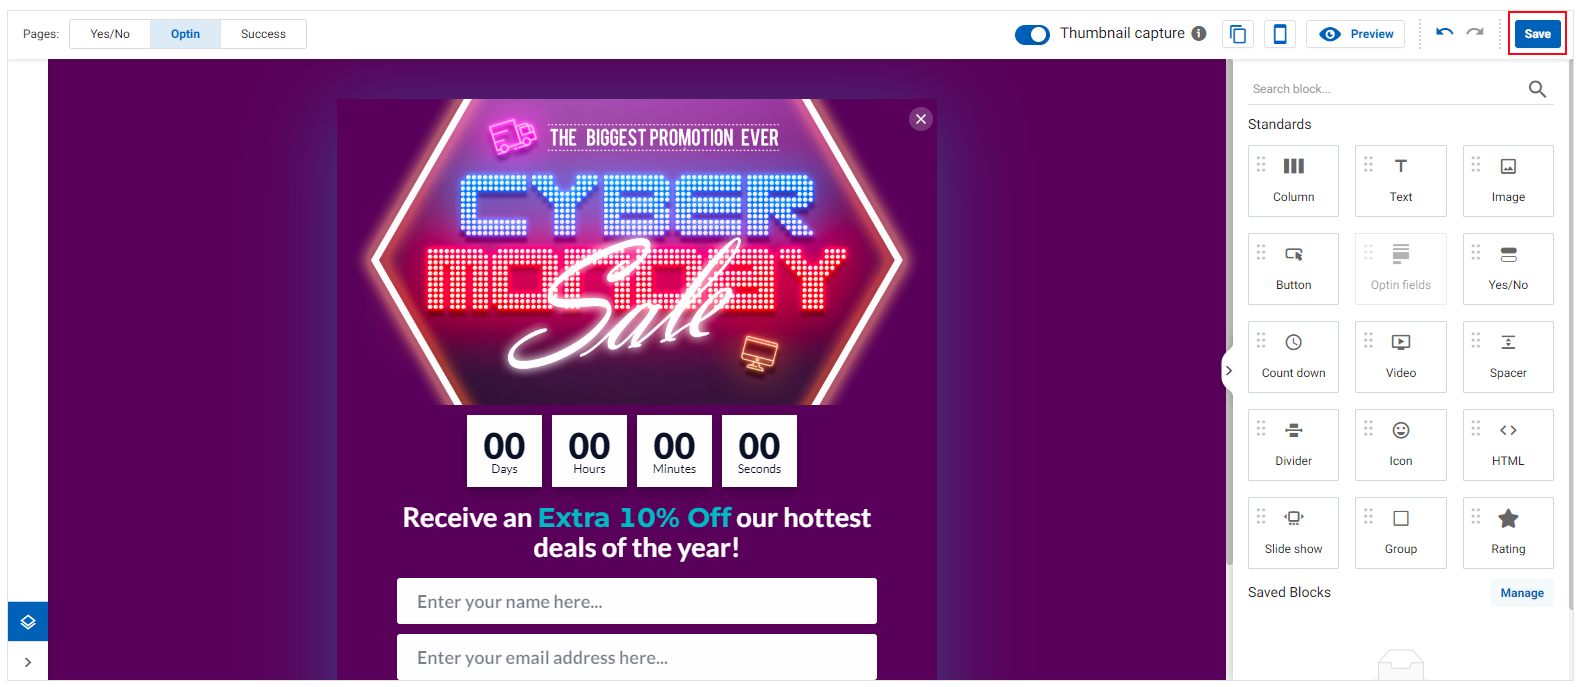 Pages: Yes/No Optin Success Thumbnail capture Preview Save
THE BIGGEST PROMOTION EVER
CYBER
MONDAY
Sale
00 00 00 00
Days Hours Minutes Seconds
Receive an Extra 10% Off our hottest
deals of the year!
Enter your name here...
Enter your email address here...
Search block...
Standards
Column Text Image
Button Optin fields Yes/No
Count down Video Spacer
Divider Icon HTML
Slide show Group Rating
Saved Blocks Manage